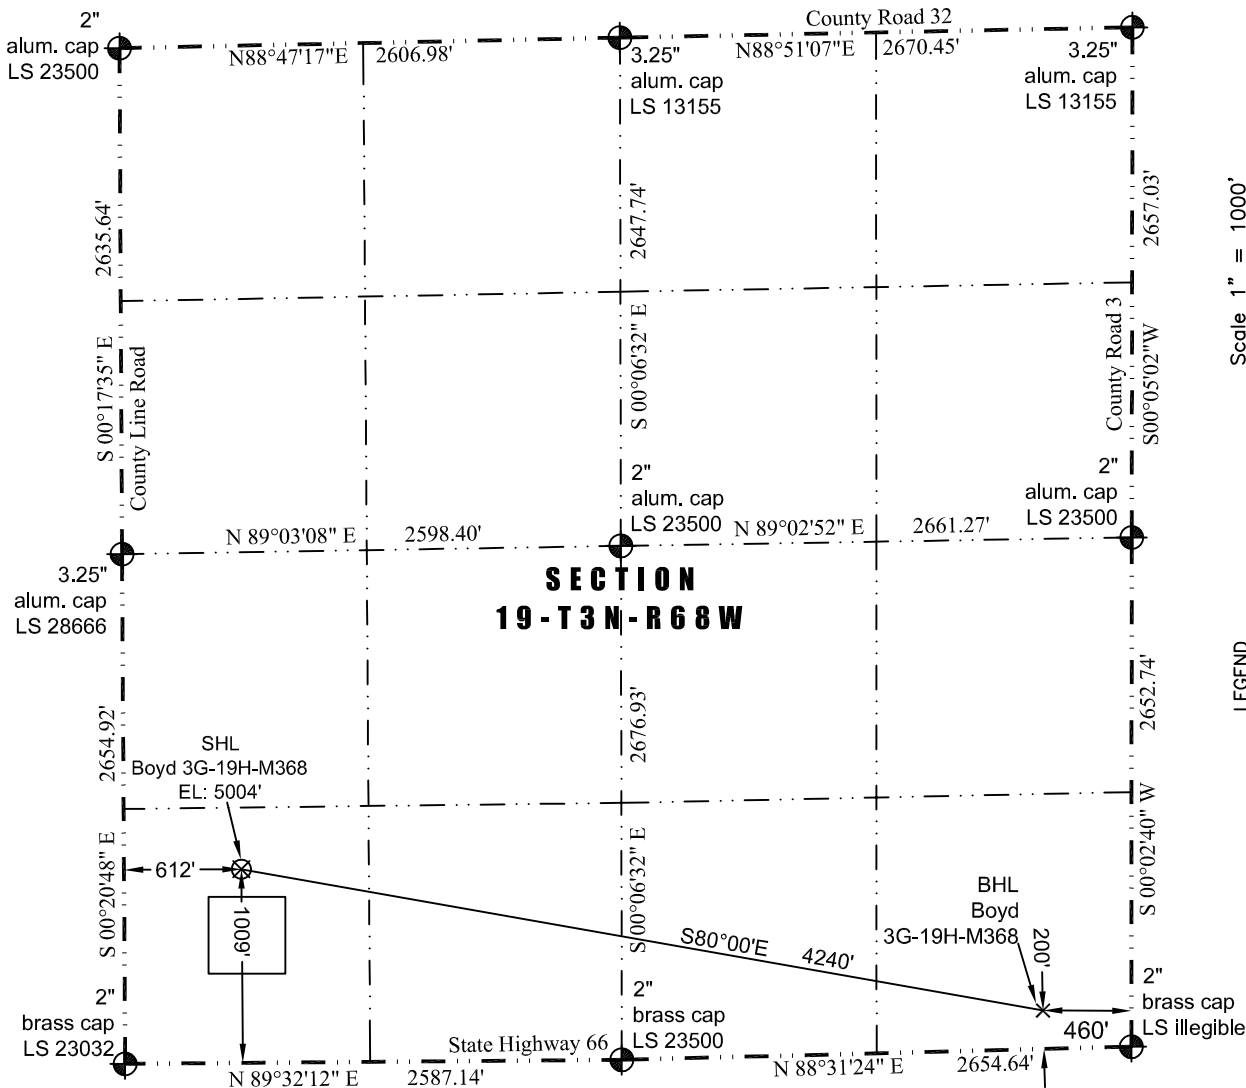 2"
alum. cap
LS 23500
County Road 32
N88°47'17"E 2606.98'
3.25"
alum. cap
LS 13155
N88°51'07"E 2670.45'
3.25"
alum. cap
LS 13155
2635.64'
2647.74'
2657.03'
Scale 1" = 1000'
S 00°17'35" E
County Line Road
S 00°06'32" E
County Road 3
S00°05'02"W
2"
alum. cap
LS 23500
2"
alum. cap
LS 23500
N 89°03'08" E 2598.40'
N 89°02'52" E 2661.27'
3.25"
alum. cap
LS 28666
SECTION
19-T3N-R68W
LEGEND
2654.92'
2676.93'
2652.74'
SHL
Boyd 3G-19H-M368
EL: 5004'
612'
S 00°20'48" E
1009'
S 00°06'32" E
S80°00'E 4240'
BHL
Boyd
3G-19H-M368
200'
S 00°02'40" W
460'
2"
brass cap
LS 23032
2"
brass cap
LS 23500
2"
brass cap
LS illegible
State Highway 66
N 89°32'12" E 2587.14'
N 88°31'24" E 2654.64'